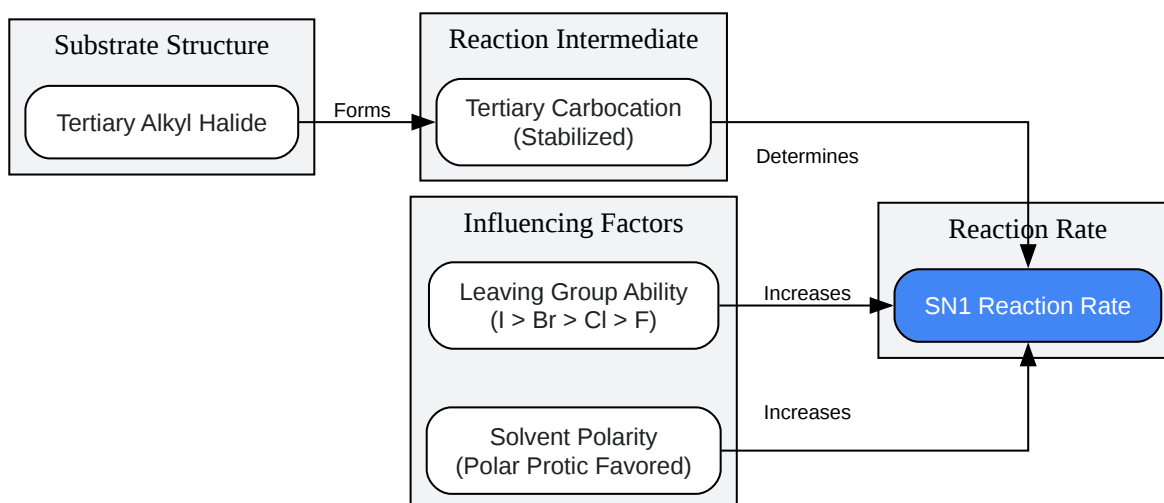 Substrate Structure
Tertiary Alkyl Halide
Forms
Reaction Intermediate
Tertiary Carbocation
(Stabilized)
Determines
Influencing Factors
Leaving Group Ability
(I > Br > Cl > F)
Increases
Solvent Polarity
(Polar Protic Favored)
Increases
Reaction Rate
SN1 Reaction Rate